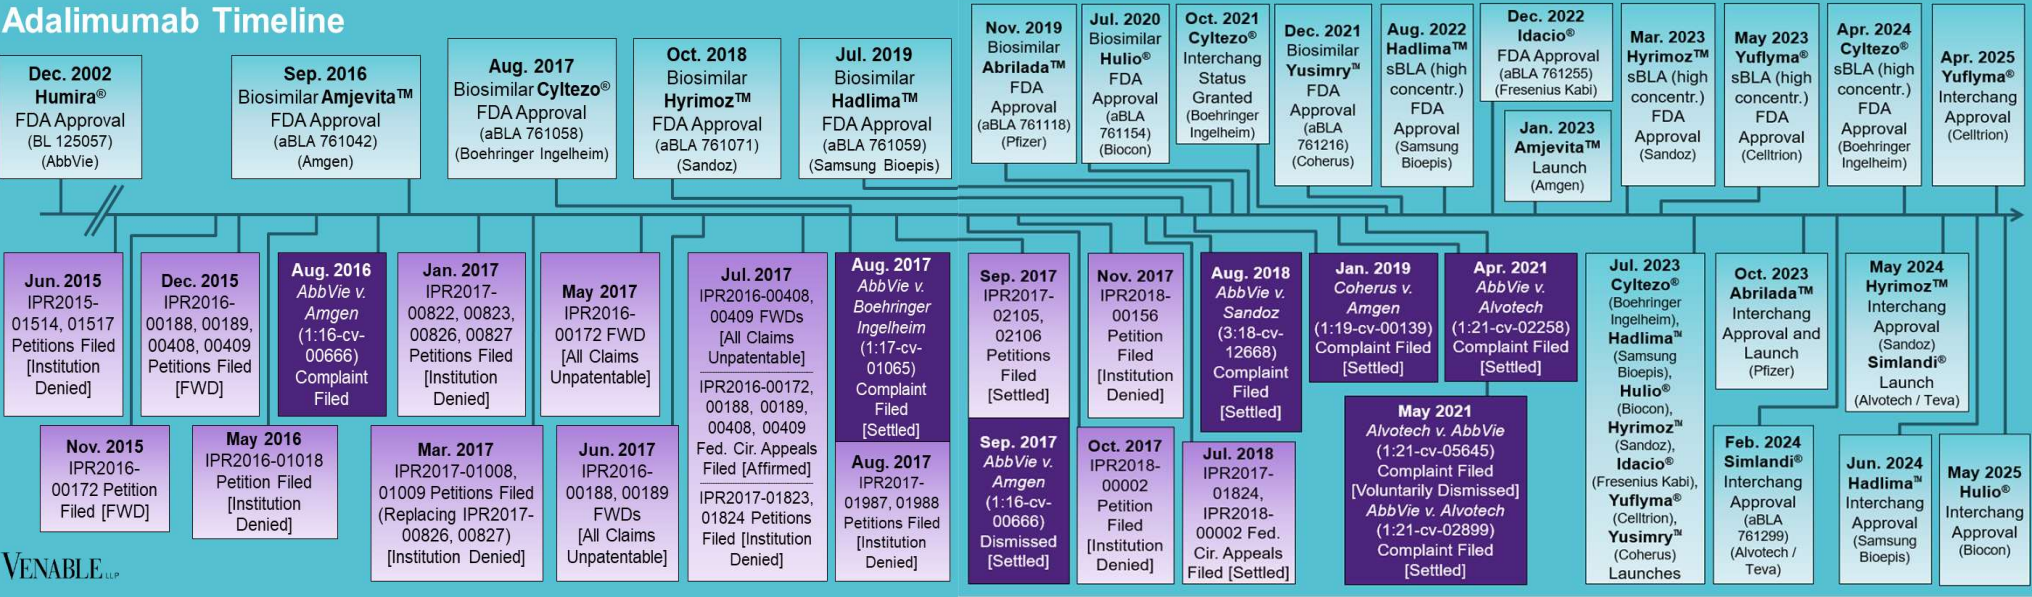 Adalimumab Timeline
Dec. 2002
Humira®
FDA Approval
(BL 125057)
(AbbVie)
Sep. 2016
Biosimilar Amjevita™
FDA Approval
(aBLA 761042)
(Amgen)
Aug. 2017
Biosimilar Cyltezo®
FDA Approval
(aBLA 761058)
(Boehringer Ingelheim)
Oct. 2018
Biosimilar
Hyrimoz™
FDA Approval
(aBLA 761071)
(Sandoz)
Jul. 2019
Biosimilar
Hadlima™
FDA Approval
(aBLA 761059)
(Samsung Bioepis)
Nov. 2019
Biosimilar
Abrilada™
FDA
Approval
(aBLA 761118)
(Pfizer)
Jul. 2020
Biosimilar
Hulio®
FDA
Approval
(aBLA
761154)
(Biocon)
Oct. 2021
Cyltezo®
Interchang
Status
Granted
(Boehringer
Ingelheim)
Dec. 2021
Biosimilar
Yusimry™
FDA
Approval
(aBLA
761216)
(Coherus)
Aug. 2022
Hadlima™
sBLA (high
concentr.)
FDA
Approval
(Samsung
Bioepis)
Dec. 2022
Idacio®
FDA Approval
(aBLA 761255)
(Fresenius Kabi)
Jan. 2023
Amjevita™
Launch
(Amgen)
Mar. 2023
Hyrimoz™
sBLA (high
concentr.)
FDA
Approval
(Sandoz)
May 2023
Yuflyma®
sBLA (high
concentr.)
FDA
Approval
(Celltrion)
Apr. 2024
Cyltezo®
sBLA (high
concentr.)
FDA
Approval
(Boehringer
Ingelheim)
Apr. 2025
Yuflyma®
Interchang
Approval
(Celltrion)
Jun. 2015
IPR2015-
01514, 01517
Petitions Filed
[Institution
Denied]
Nov. 2015
IPR2016-
00172 Petition
Filed [FWD]
Dec. 2015
IPR2016-
00188, 00189,
00408, 00409
Petitions Filed
[FWD]
May 2016
IPR2016-01018
Petition Filed
[Institution
Denied]
Aug. 2016
AbbVie v.
Amgen
(1:16-cv-
00666)
Complaint
Filed
Jan. 2017
IPR2017-
00822, 00823,
00826, 00827
Petitions Filed
[Institution
Denied]
Mar. 2017
IPR2017-01008,
01009 Petitions Filed
(Replacing IPR2017-
00826, 00827)
[Institution Denied]
May 2017
IPR2016-
00172 FWD
[All Claims
Unpatentable]
Jun. 2017
IPR2016-
00188, 00189
FWDs
[All Claims
Unpatentable]
Jul. 2017
IPR2016-00408,
00409 FWDs
[All Claims
Unpatentable]
IPR2016-00172,
00188, 00189,
00408, 00409
Fed. Cir. Appeals
Filed [Affirmed]
IPR2017-01823,
01824 Petitions
Filed [Institution
Denied]
Aug. 2017
AbbVie v.
Boehringer
Ingelheim
(1:17-cv-
01065)
Complaint
Filed
[Settled]
Aug. 2017
IPR2017-
01987, 01988
Petitions Filed
[Institution
Denied]
Sep. 2017
IPR2017-
02105,
02106
Petitions
Filed
[Settled]
Sep. 2017
AbbVie v.
Amgen
(1:16-cv-
00666)
Dismissed
[Settled]
Nov. 2017
IPR2018-
00156
Petition
Filed
[Institution
Denied]
Oct. 2017
IPR2018-
00002
Petition
Filed
[Institution
Denied]
Aug. 2018
AbbVie v.
Sandoz
(3:18-cv-
12668)
Complaint
Filed
[Settled]
Jul. 2018
IPR2017-
01824,
IPR2018-
00002 Fed.
Cir. Appeals
Filed [Settled]
Jan. 2019
Coherus v.
Amgen
(1:19-cv-00139)
Complaint Filed
[Settled]
Apr. 2021
AbbVie v.
Alvotech
(1:21-cv-02258)
Complaint Filed
[Settled]
May 2021
Alvotech v. AbbVie
(1:21-cv-05645)
Complaint Filed
[Voluntarily Dismissed]
AbbVie v. Alvotech
(1:21-cv-02899)
Complaint Filed
[Settled]
Jul. 2023
Cyltezo®
(Boehringer
Ingelheim),
Hadlima™
(Samsung
Bioepis),
Hulio®
(Biocon),
Hyrimoz™
(Sandoz),
Idacio®
(Fresenius Kabi),
Yuflyma®
(Celltrion),
Yusimry™
(Coherus)
Launches
Oct. 2023
Abrilada™
Interchang
Approval and
Launch
(Pfizer)
Feb. 2024
Simlandi®
Interchang
Approval
(aBLA
761299)
(Alvotech /
Teva)
May 2024
Hyrimoz™
Interchang
Approval
(Sandoz)
Simlandi®
Launch
(Alvotech / Teva)
Jun. 2024
Hadlima™
Interchang
Approval
(Samsung
Bioepis)
May 2025
Hulio®
Interchang
Approval
(Biocon)
VENABLE LLP